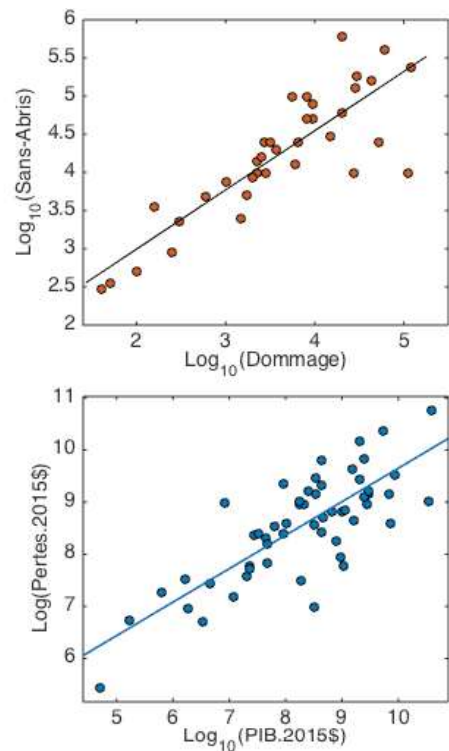 6
5.5
5
4.5
4
3.5
3
2.5
2
Log10(Sans-Abris)
2 3 4 5
Log10(Dommage)
11
10
9
8
7
6
Log(Pertes.2015$)
5 6 7 8 9 10
Log10(PIB.2015$)